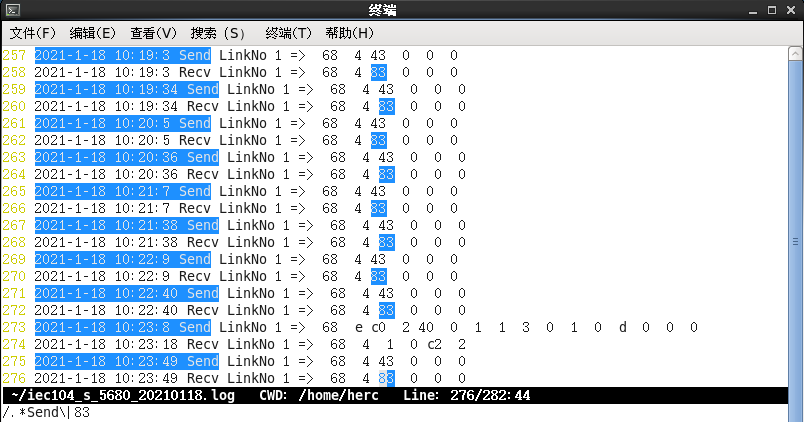 终端
文件(F) 编辑(E) 查看(V) 搜索 (S) 终端(T) 帮助(H)
257 2021-1-18 10:19:3 Send LinkNo 1 => 68 4 43 0 0 0
258 2021-1-18 10:19:3 Recv LinkNo 1 => 68 4 83 0 0 0
259 2021-1-18 10:19:34 Send LinkNo 1 => 68 4 43 0 0 0
260 2021-1-18 10:19:34 Recv LinkNo 1 => 68 4 83 0 0 0
261 2021-1-18 10:20:5 Send LinkNo 1 => 68 4 43 0 0 0
262 2021-1-18 10:20:5 Recv LinkNo 1 => 68 4 83 0 0 0
263 2021-1-18 10:20:36 Send LinkNo 1 => 68 4 43 0 0 0
264 2021-1-18 10:20:36 Recv LinkNo 1 => 68 4 83 0 0 0
265 2021-1-18 10:21:7 Send LinkNo 1 => 68 4 43 0 0 0
266 2021-1-18 10:21:7 Recv LinkNo 1 => 68 4 83 0 0 0
267 2021-1-18 10:21:38 Send LinkNo 1 => 68 4 43 0 0 0
268 2021-1-18 10:21:38 Recv LinkNo 1 => 68 4 83 0 0 0
269 2021-1-18 10:22:9 Send LinkNo 1 => 68 4 43 0 0 0
270 2021-1-18 10:22:9 Recv LinkNo 1 => 68 4 83 0 0 0
271 2021-1-18 10:22:40 Send LinkNo 1 => 68 4 43 0 0 0
272 2021-1-18 10:22:40 Recv LinkNo 1 => 68 4 83 0 0 0
273 2021-1-18 10:23:8 Send LinkNo 1 => 68 e c0 2 40 0 1 1 3 0 1 0 d 0 0 0
274 2021-1-18 10:23:18 Recv LinkNo 1 => 68 4 1 0 c2 2
275 2021-1-18 10:23:49 Send LinkNo 1 => 68 4 43 0 0 0
276 2021-1-18 10:23:49 Recv LinkNo 1 => 68 4 83 0 0 0
~/iec104_s_5680_20210118.log CWD: /home/herc Line: 276/282:44
/.*Send\|83